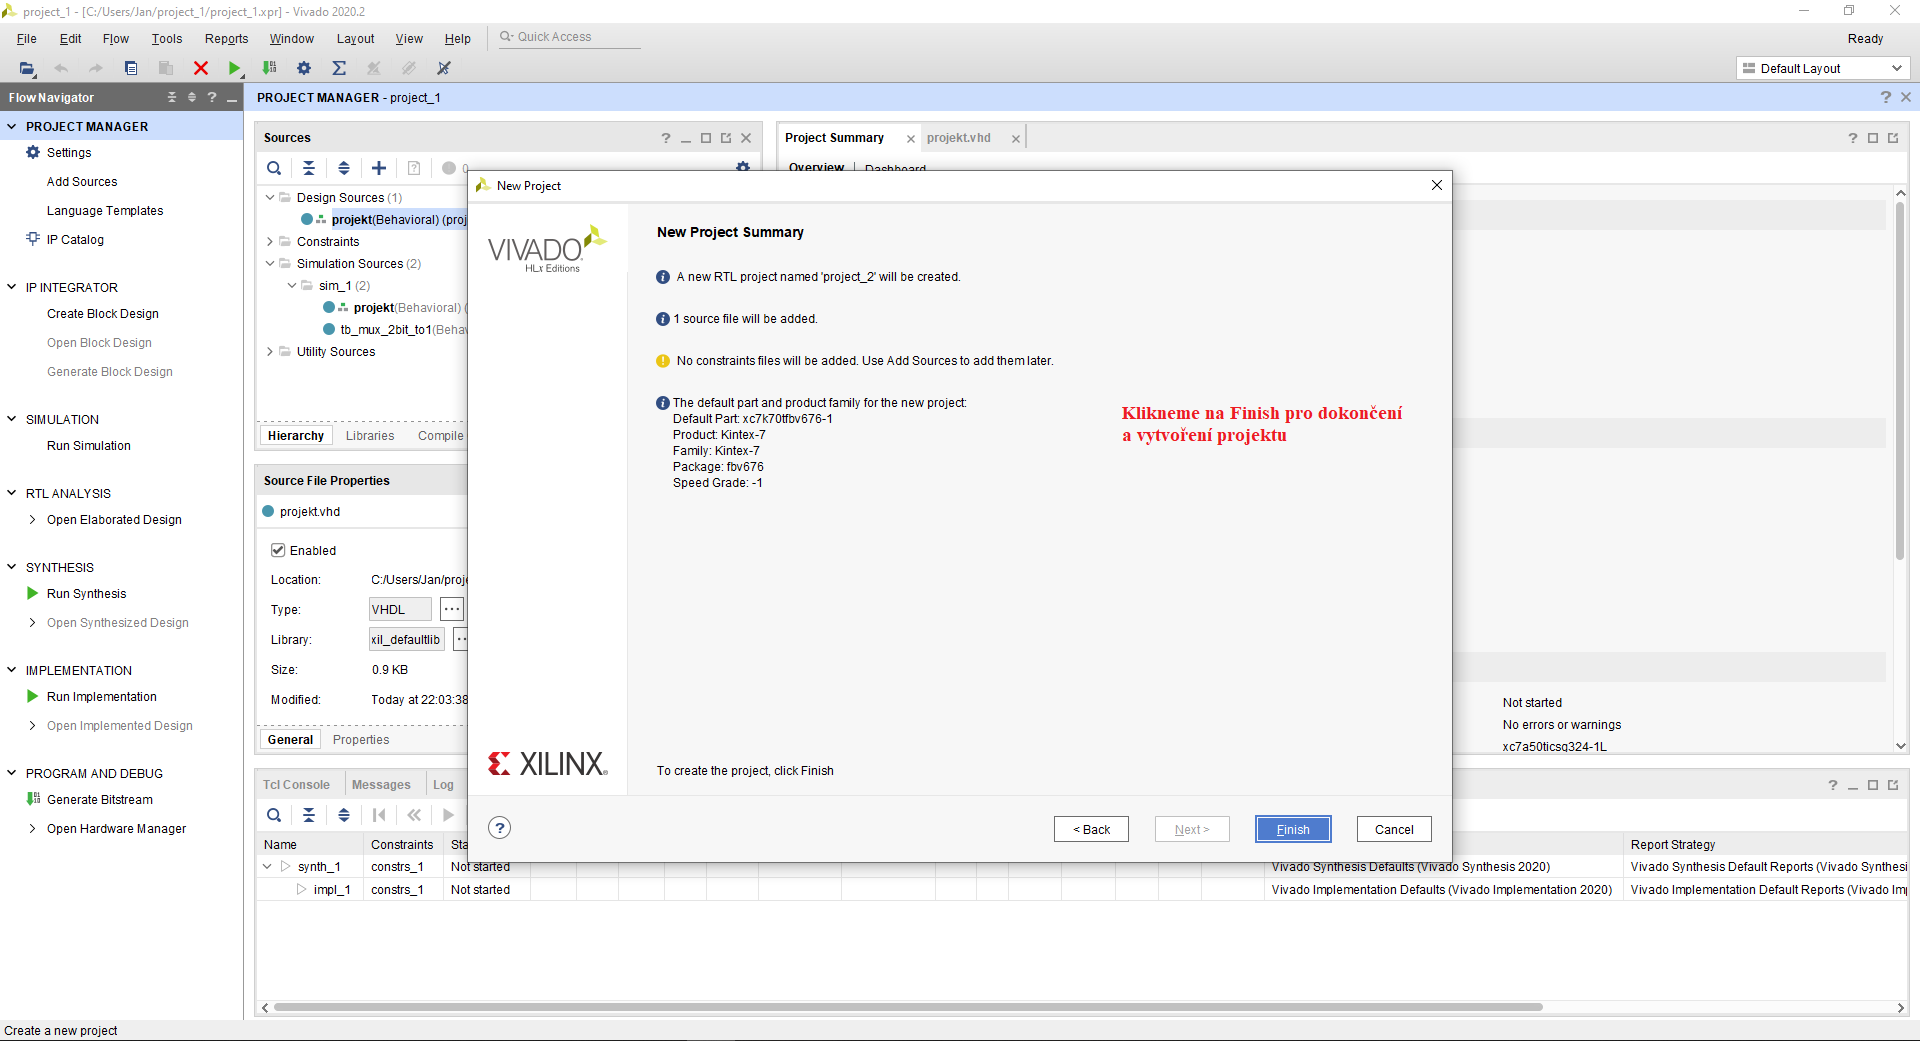 project_1 - [C:/Users/Jan/project_1/project_1.xpr] - Vivado 2020.2
File Edit Flow Tools Reports Window Layout View Help Quick Access Ready
Default Layout
Flow Navigator
PROJECT MANAGER - project_1
PROJECT MANAGER
Settings
Add Sources
Language Templates
IP Catalog
IP INTEGRATOR
Create Block Design
Open Block Design
Generate Block Design
SIMULATION
Run Simulation
RTL ANALYSIS
Open Elaborated Design
SYNTHESIS
Run Synthesis
Open Synthesized Design
IMPLEMENTATION
Run Implementation
Open Implemented Design
PROGRAM AND DEBUG
Generate Bitstream
Open Hardware Manager
Sources
0
Design Sources (1)
projekt(Behavioral) (proj
Constraints
Simulation Sources (2)
sim_1 (2)
projekt(Behavioral) (
tb_mux_2bit_to1(Beha
Utility Sources
Hierarchy Libraries Compile
Source File Properties
projekt.vhd
Enabled
Location: C:/Users/Jan/proje
Type: VHDL
Library: xil_defaultlib
Size: 0.9 KB
Modified: Today at 22:03:38
General Properties
Project Summary projekt.vhd
Overview Dashboard
Not started
No errors or warnings
xc7a50ticsg324-1L
New Project
VIVADO
HLx Editions
New Project Summary
A new RTL project named 'project_2' will be created.
1 source file will be added.
No constraints files will be added. Use Add Sources to add them later.
The default part and product family for the new project:
Default Part: xc7k70tfbv676-1
Product: Kintex-7
Family: Kintex-7
Package: fbv676
Speed Grade: -1
Klikneme na Finish pro dokončení
a vytvoření projektu
XILINX
To create the project, click Finish
< Back Next > Finish Cancel
Tcl Console Messages Log
Name Constraints Sta Report Strategy
synth_1 constrs_1 Not started Vivado Synthesis Defaults (Vivado Synthesis 2020) Vivado Synthesis Default Reports (Vivado Synthesi
impl_1 constrs_1 Not started Vivado Implementation Defaults (Vivado Implementation 2020) Vivado Implementation Default Reports (Vivado Im
Create a new project